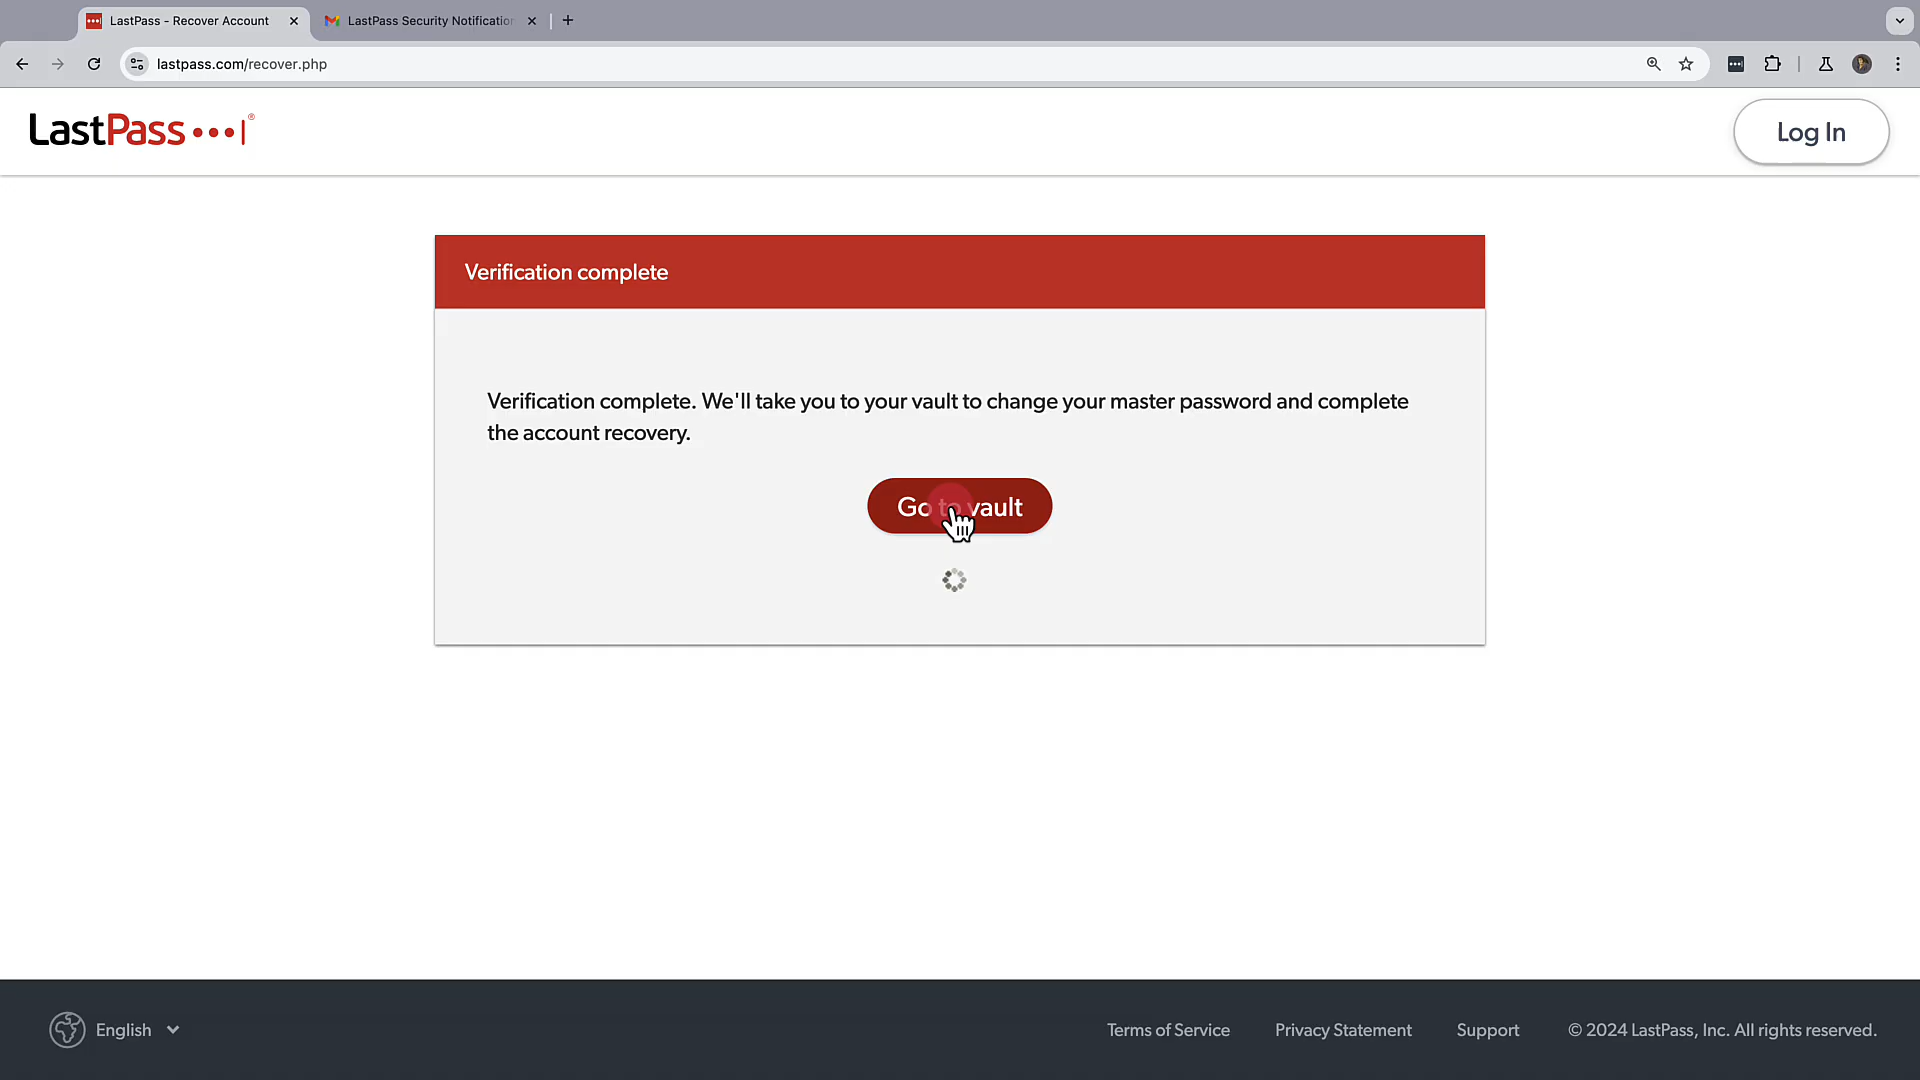 LastPass - Recover Account
LastPass Security Notification
lastpass.com/recover.php
LastPass ®
Log In
Verification complete
Verification complete. We'll take you to your vault to change your master password and complete
the account recovery.
Go to vault
English
Terms of Service
Privacy Statement
Support
© 2024 LastPass, Inc. All rights reserved.